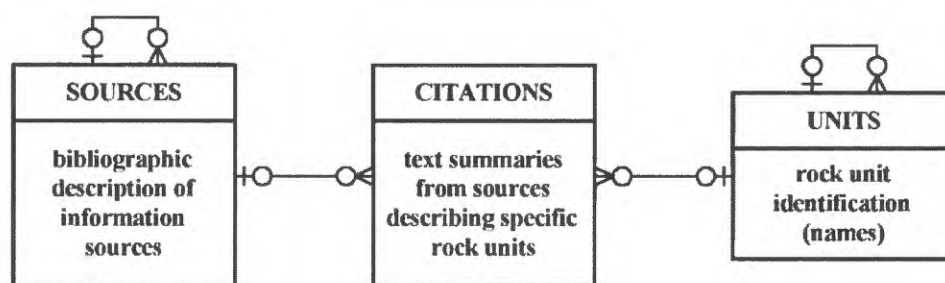 SOURCES
bibliographic
description of
information
sources
CITATIONS
text summaries
from sources
describing specific
rock units
UNITS
rock unit
identification
(names)